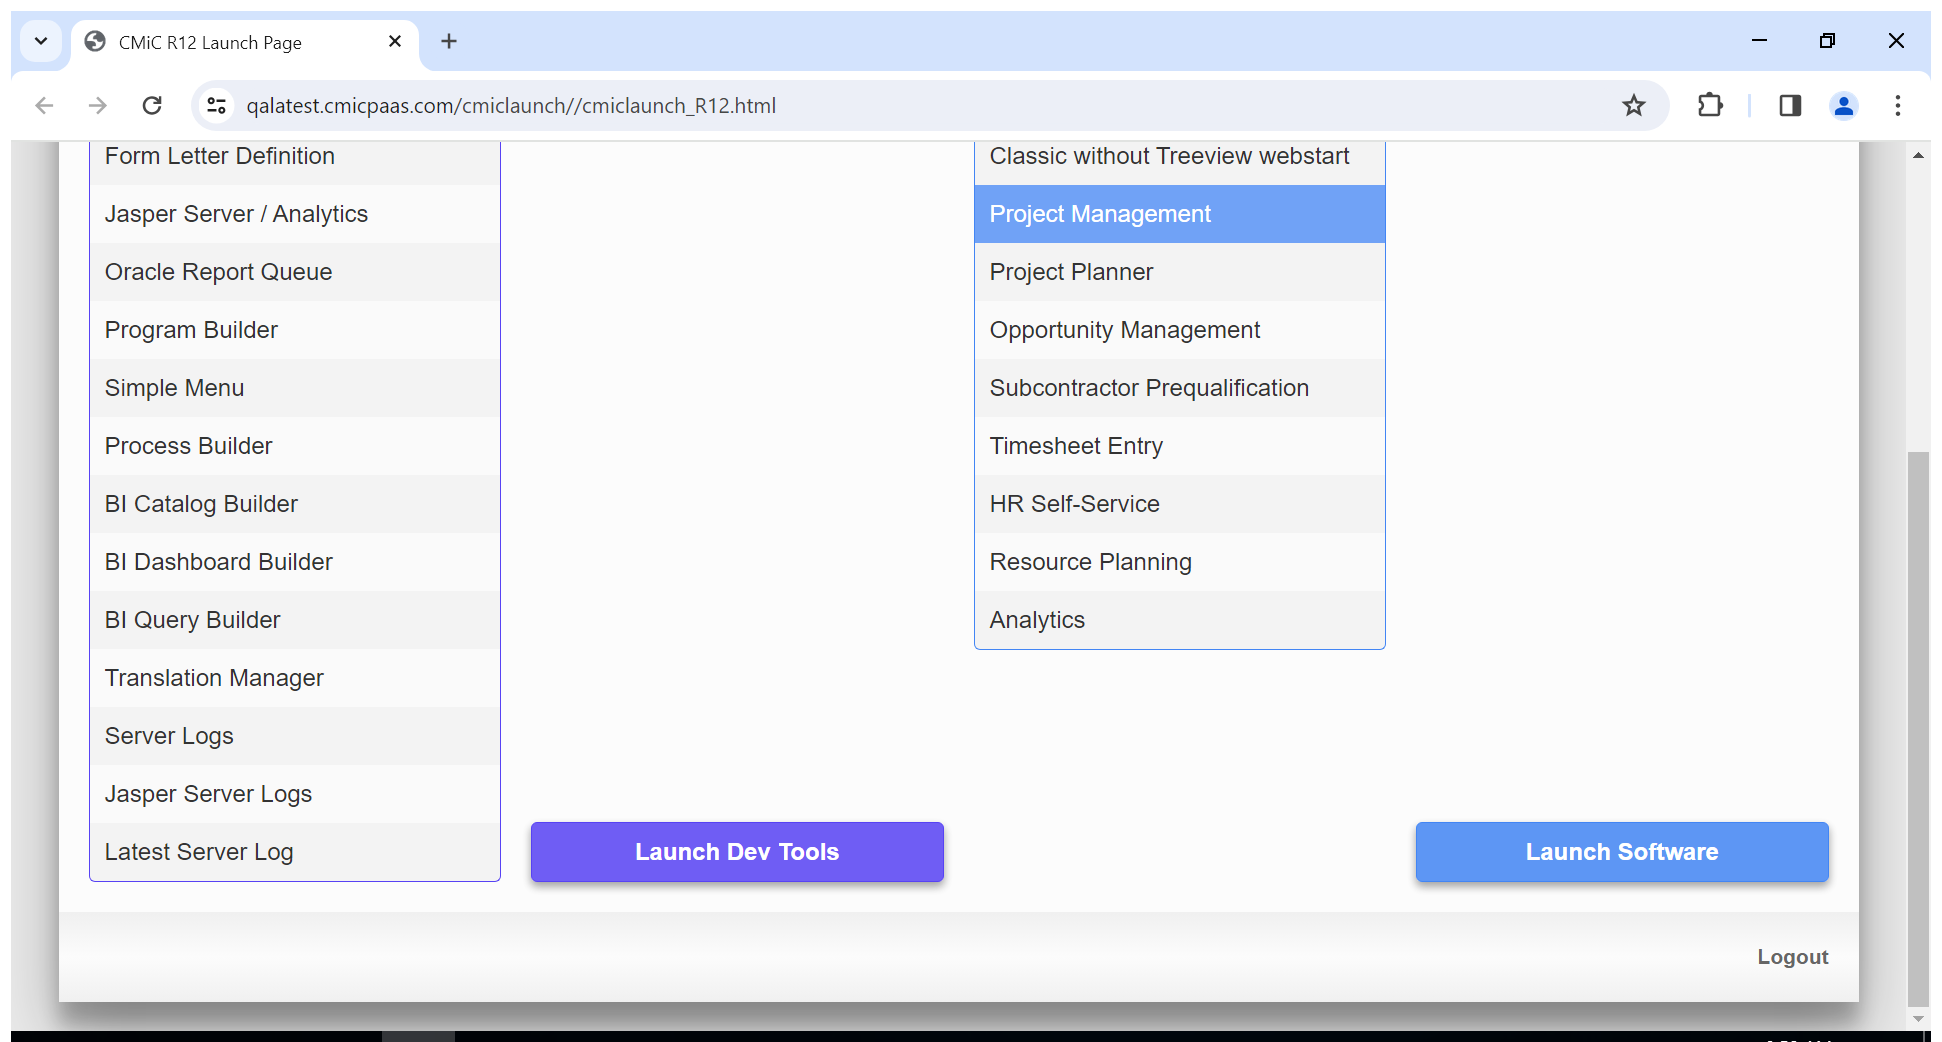 CMiC R12 Launch Page
qalatest.cmicpaas.com/cmiclaunch//cmiclaunch_R12.html
Form Letter Definition
Jasper Server / Analytics
Oracle Report Queue
Program Builder
Simple Menu
Process Builder
BI Catalog Builder
BI Dashboard Builder
BI Query Builder
Translation Manager
Server Logs
Jasper Server Logs
Latest Server Log
Launch Dev Tools
Classic without Treeview webstart
Project Management
Project Planner
Opportunity Management
Subcontractor Prequalification
Timesheet Entry
HR Self-Service
Resource Planning
Analytics
Launch Software
Logout